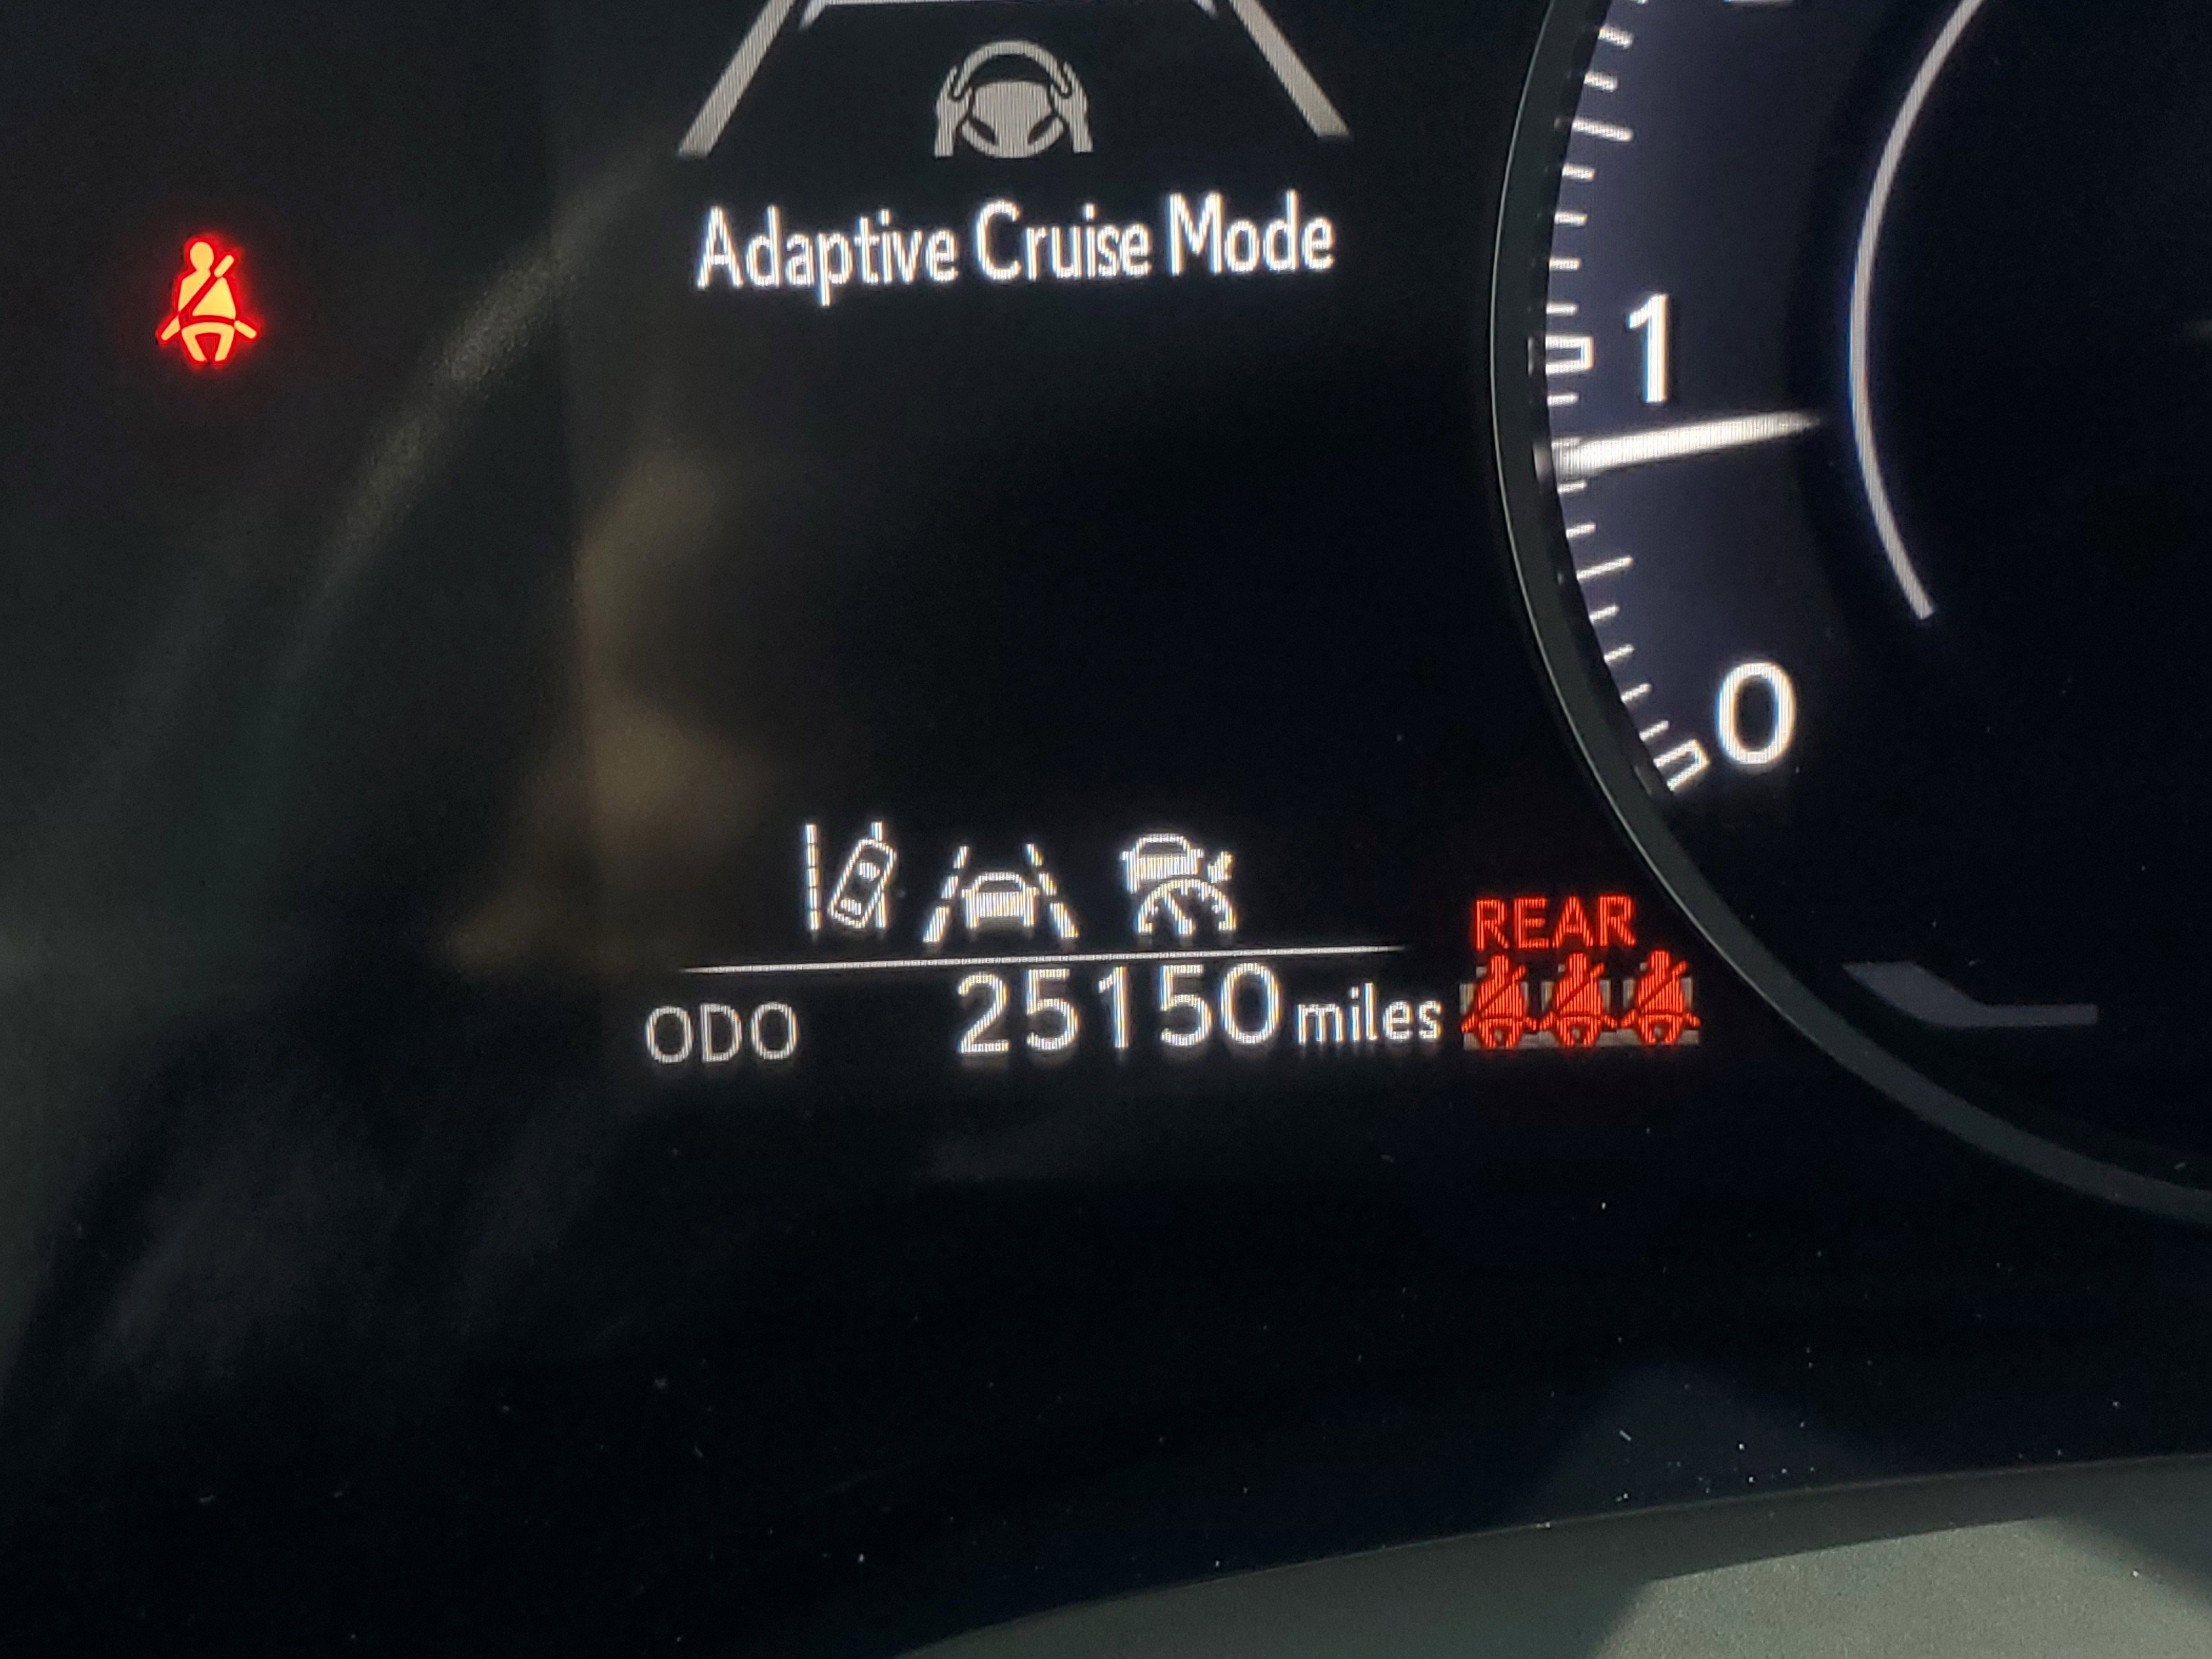 Adaptive Cruise Mode
1
0
REAR
ODO 25150 miles